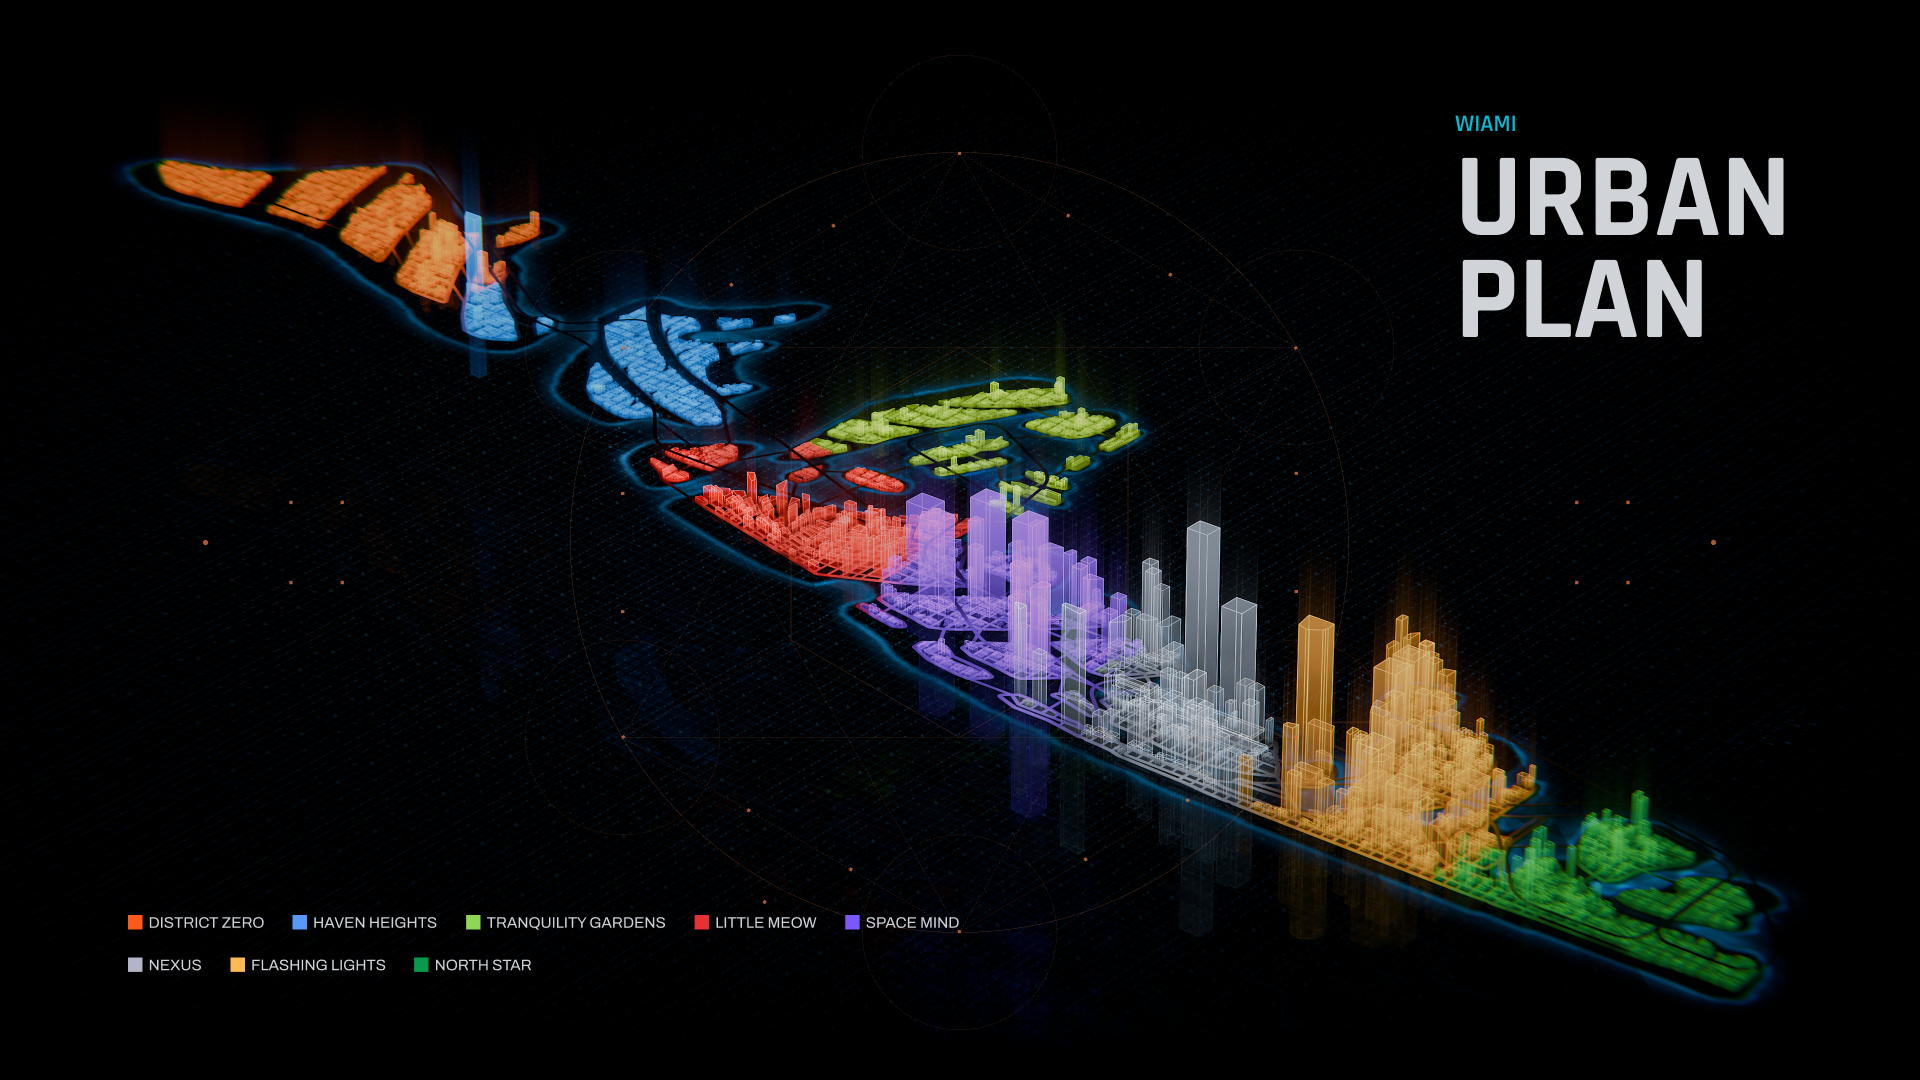 WIAMI
URBAN
PLAN
DISTRICT ZERO HAVEN HEIGHTS TRANQUILITY GARDENS LITTLE MEOW SPACE MIND
NEXUS FLASHING LIGHTS NORTH STAR